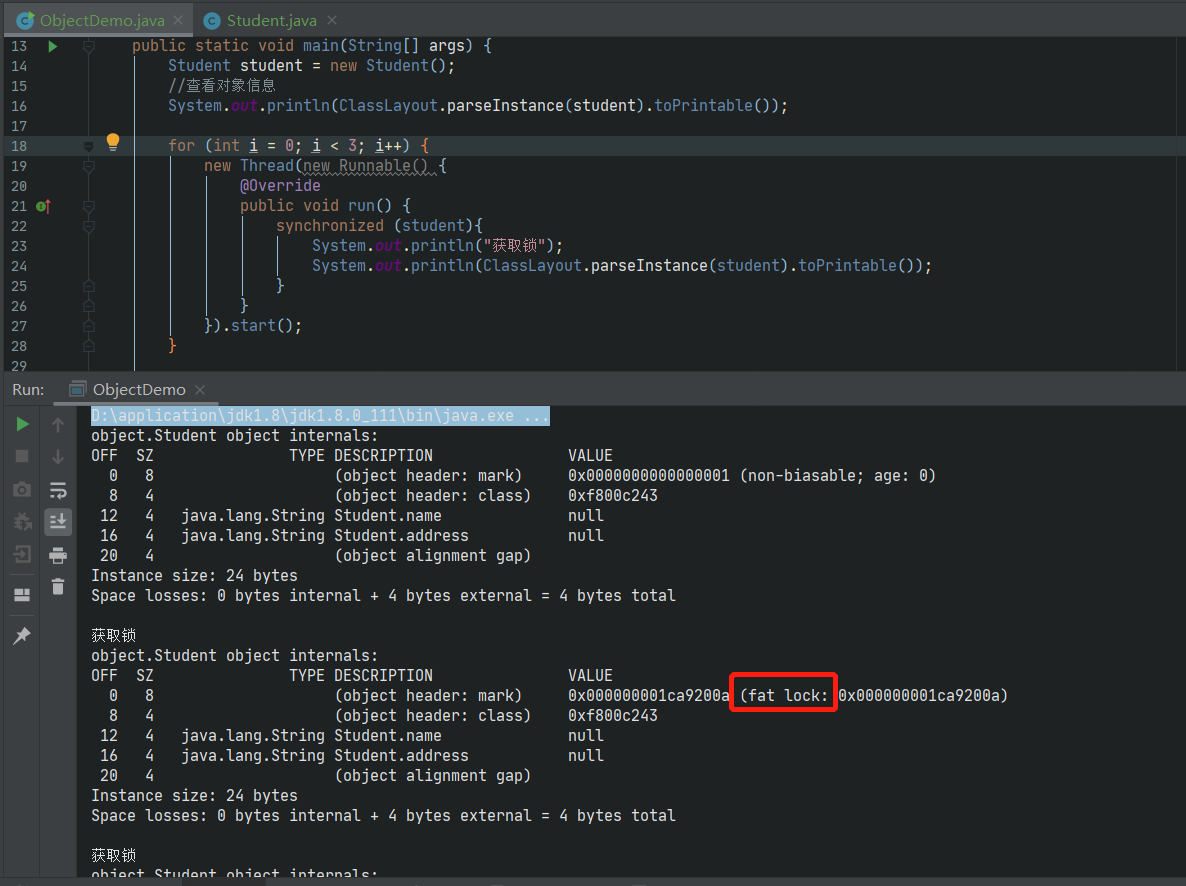 ObjectDemo.java Student.java
13 public static void main(String[] args) {
14 Student student = new Student();
15 //查看对象信息
16 System.out.println(ClassLayout.parseInstance(student).toPrintable());
17
18 for (int i = 0; i < 3; i++) {
19 new Thread(new Runnable() {
20 @Override
21 public void run() {
22 synchronized (student){
23 System.out.println("获取锁");
24 System.out.println(ClassLayout.parseInstance(student).toPrintable());
25 }
26 }
27 }).start();
28 }
29
Run: ObjectDemo
D:\application\jdk1.8\jdk1.8.0_111\bin\java.exe ...
object.Student object internals:
OFF SZ TYPE DESCRIPTION VALUE
0 8 (object header: mark) 0x0000000000000001 (non-biasable; age: 0)
8 4 (object header: class) 0xf800c243
12 4 java.lang.String Student.name null
16 4 java.lang.String Student.address null
20 4 (object alignment gap)
Instance size: 24 bytes
Space losses: 0 bytes internal + 4 bytes external = 4 bytes total
获取锁
object.Student object internals:
OFF SZ TYPE DESCRIPTION VALUE
0 8 (object header: mark) 0x000000001ca9200a (fat lock: 0x000000001ca9200a)
8 4 (object header: class) 0xf800c243
12 4 java.lang.String Student.name null
16 4 java.lang.String Student.address null
20 4 (object alignment gap)
Instance size: 24 bytes
Space losses: 0 bytes internal + 4 bytes external = 4 bytes total
获取锁
object.Student object internals: